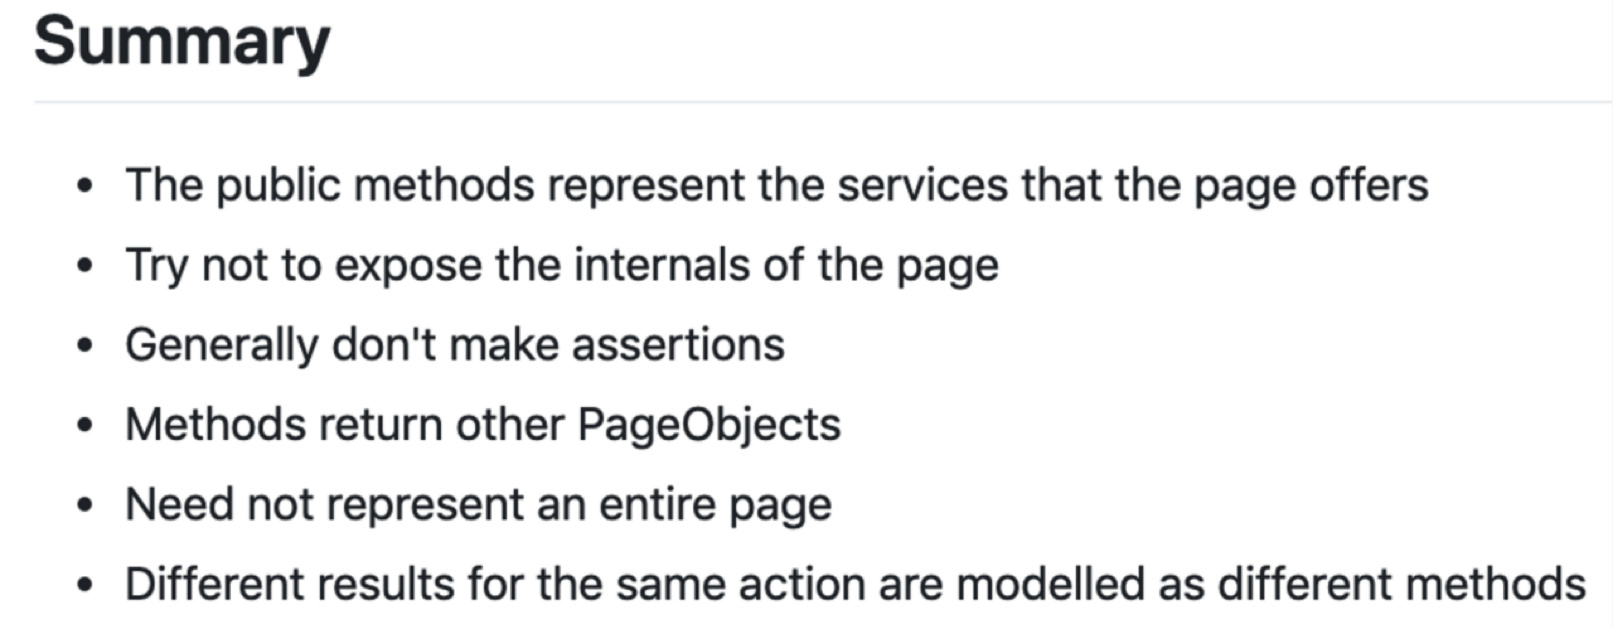 Summary
• The public methods represent the services that the page offers
• Try not to expose the internals of the page
• Generally don't make assertions
• Methods return other PageObjects
• Need not represent an entire page
• Different results for the same action are modelled as different methods